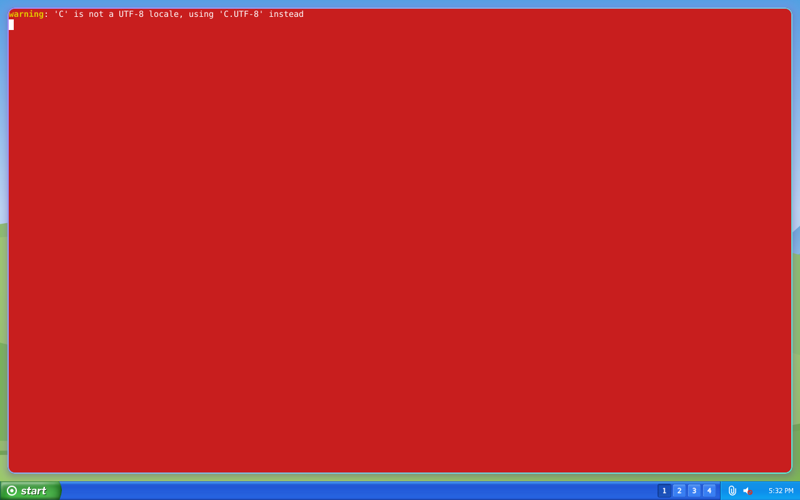 warning: 'C' is not a UTF-8 locale, using 'C.UTF-8' instead
start
1 2 3 4
5:32 PM